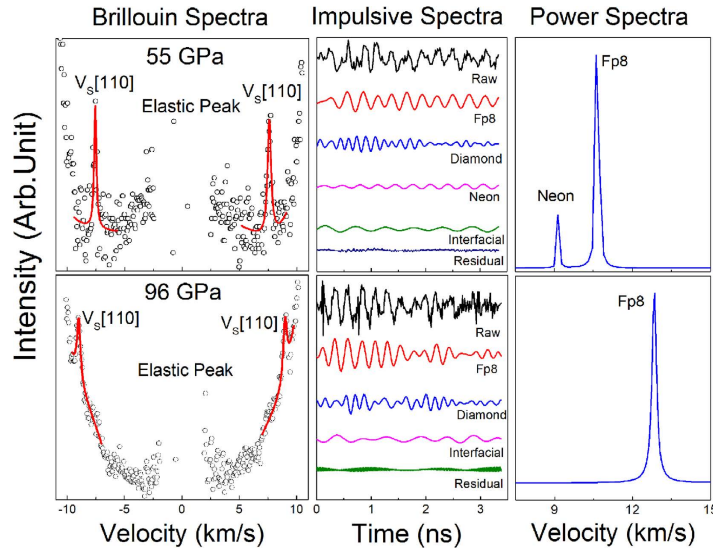 Brillouin Spectra
Impulsive Spectra
Power Spectra
Intensity (Arb.Unit)
55 GPa
V_S[110]
V_S[110]
Elastic Peak
Raw
Fp8
Diamond
Neon
Interfacial
Residual
Fp8
Neon
96 GPa
V_S[110]
V_S[110]
Elastic Peak
Raw
Fp8
Diamond
Interfacial
Residual
Fp8
-10 -5 0 5 10
0 1 2 3
9 12 15
Velocity (km/s)
Time (ns)
Velocity (km/s)